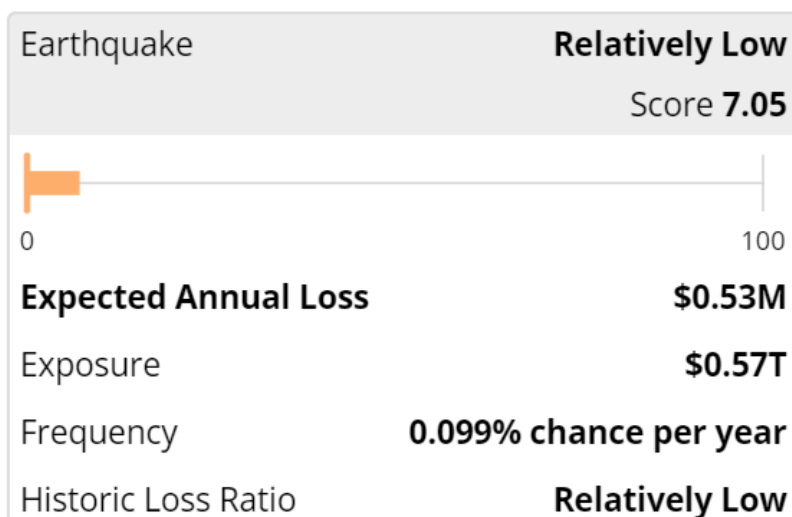 Earthquake Relatively Low
Score 7.05
0 100
Expected Annual Loss $0.53M
Exposure $0.57T
Frequency 0.099% chance per year
Historic Loss Ratio Relatively Low